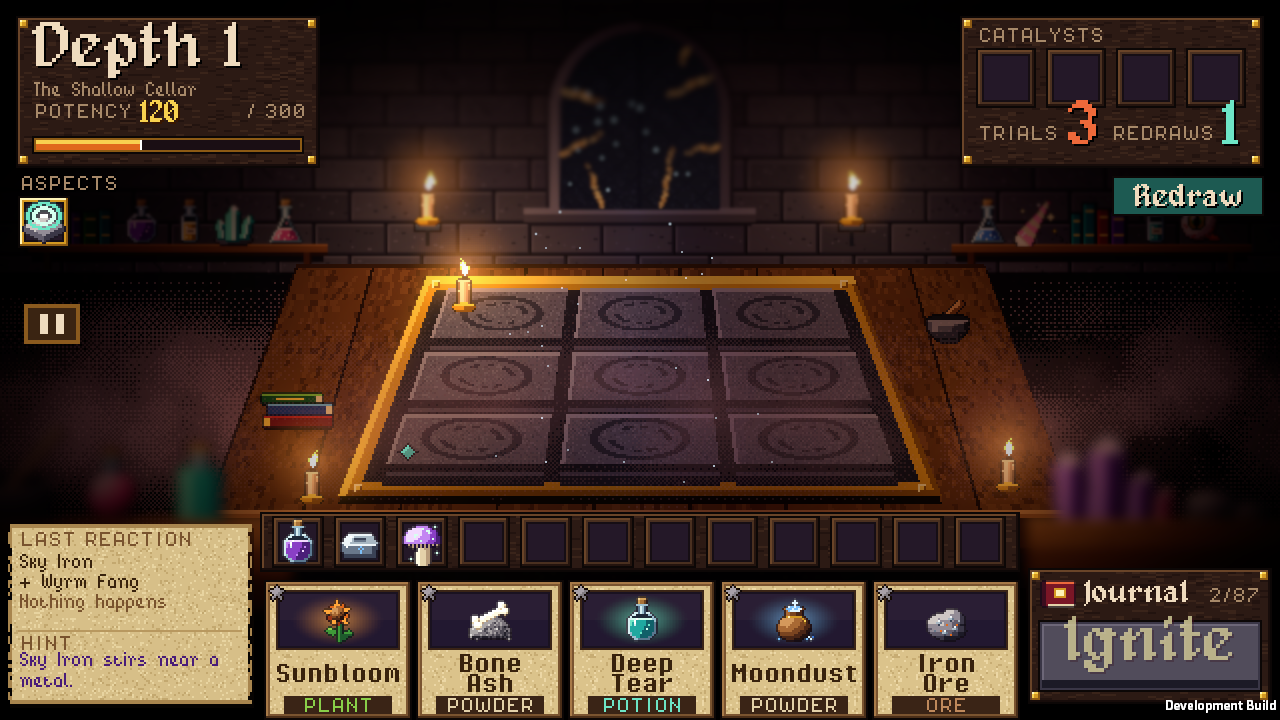 Depth 1
The Shallow Cellar
POTENCY 120 / 300
ASPECTS
CATALYSTS
TRIALS 3 REDRAWS 1
Redraw
LAST REACTION
Sky Iron
+ Wyrm Fang
Nothing happens
HINT
Sky Iron stirs near a
metal.
Sunbloom
PLANT
Bone
Ash
POWDER
Deep
Tear
POTION
Moondust
POWDER
Iron
Ore
ORE
Journal 2/87
Ignite
Development Build